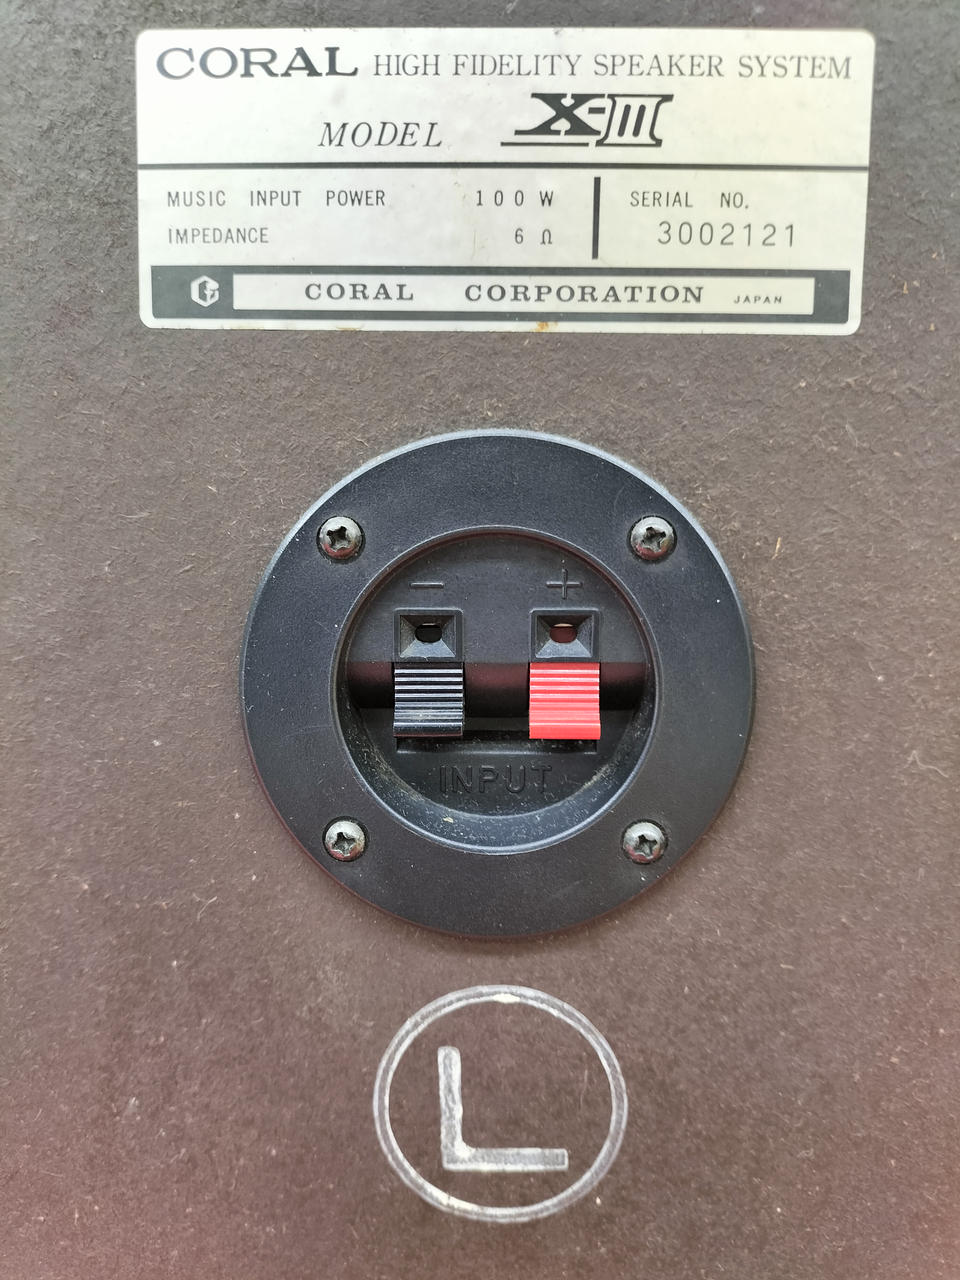 CORAL HIGH FIDELITY SPEAKER SYSTEM
MODEL X-III
MUSIC INPUT POWER 100 W
IMPEDANCE 6 Ω
SERIAL NO.
3002121
CORAL CORPORATION JAPAN
− +
INPUT
L